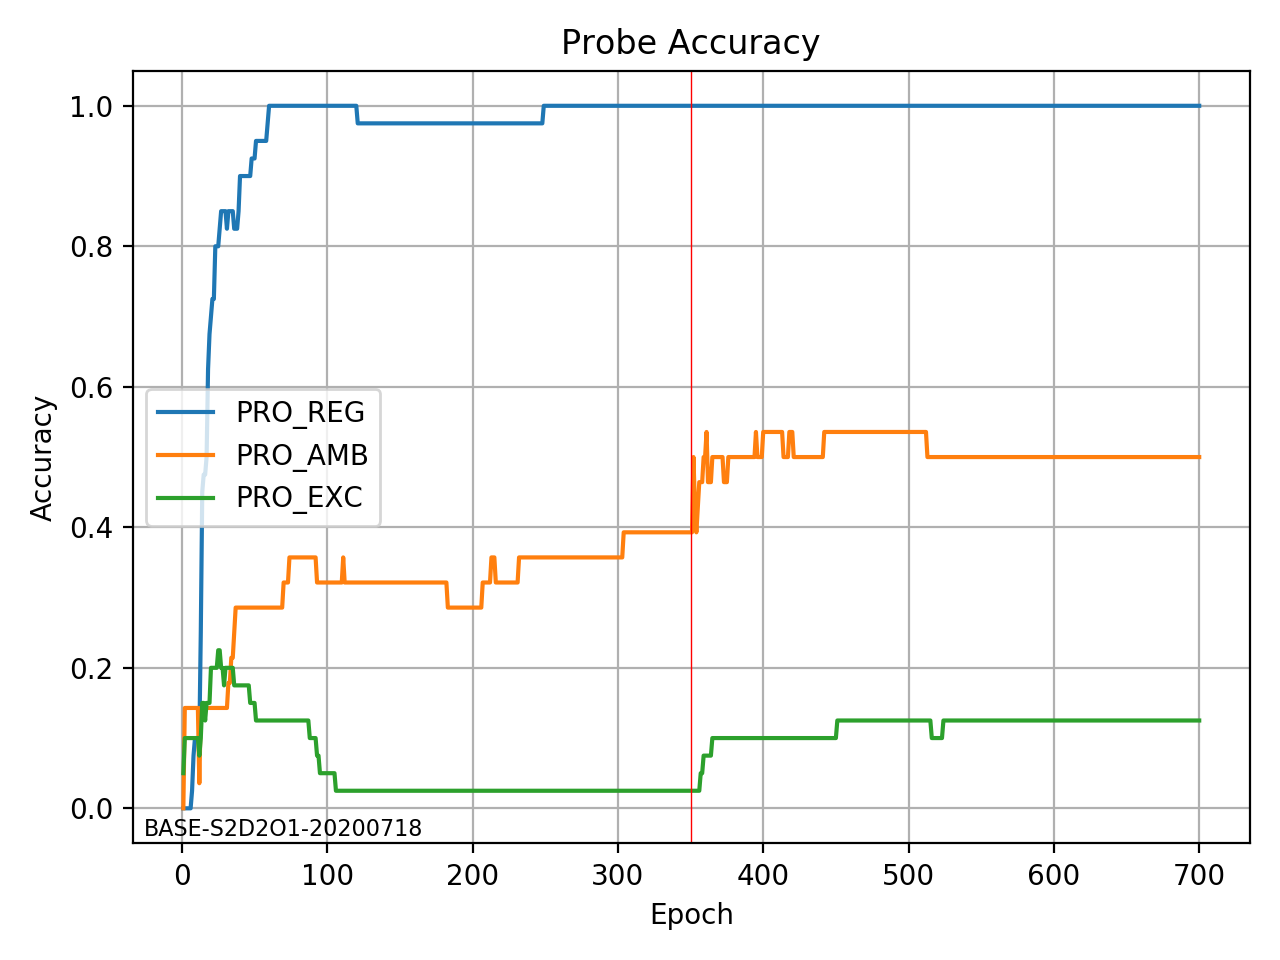 Probe Accuracy
1.0
0.8
0.6
0.4
0.2
0.0
Accuracy
PRO_REG
PRO_AMB
PRO_EXC
BASE-S2D2O1-20200718
0 100 200 300 400 500 600 700
Epoch